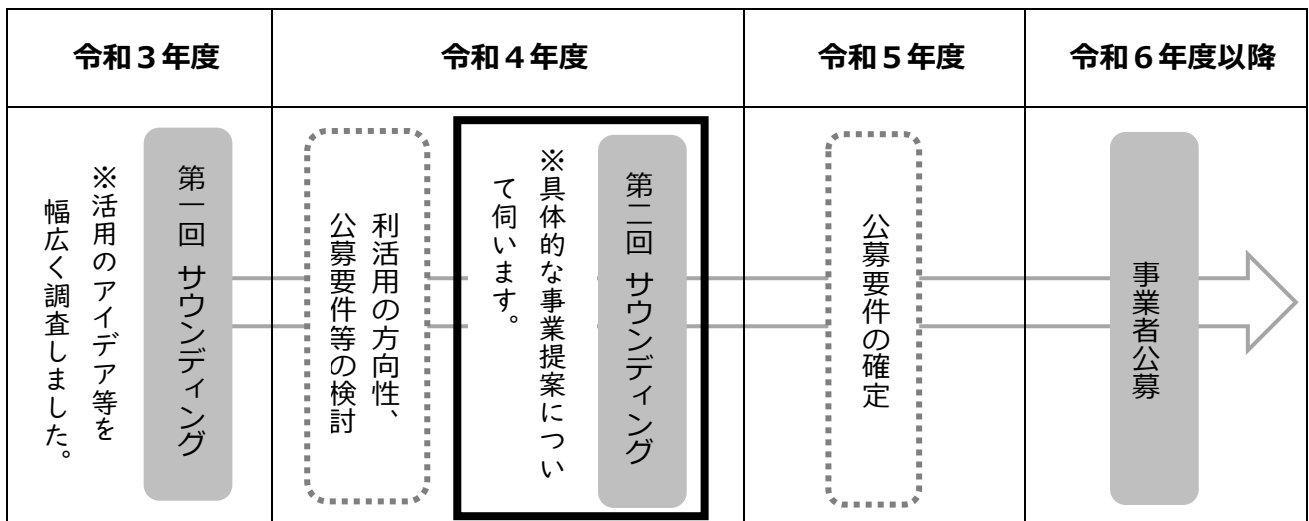 令和３年度
令和４年度
令和５年度
令和６年度以降
第一回 サウンディング
※活用のアイデア等を
幅広く調査しました。
利活用の方向性、
公募要件等の検討
第二回 サウンディング
※具体的な事業提案につい
て伺います。
公募要件の確定
事業者公募